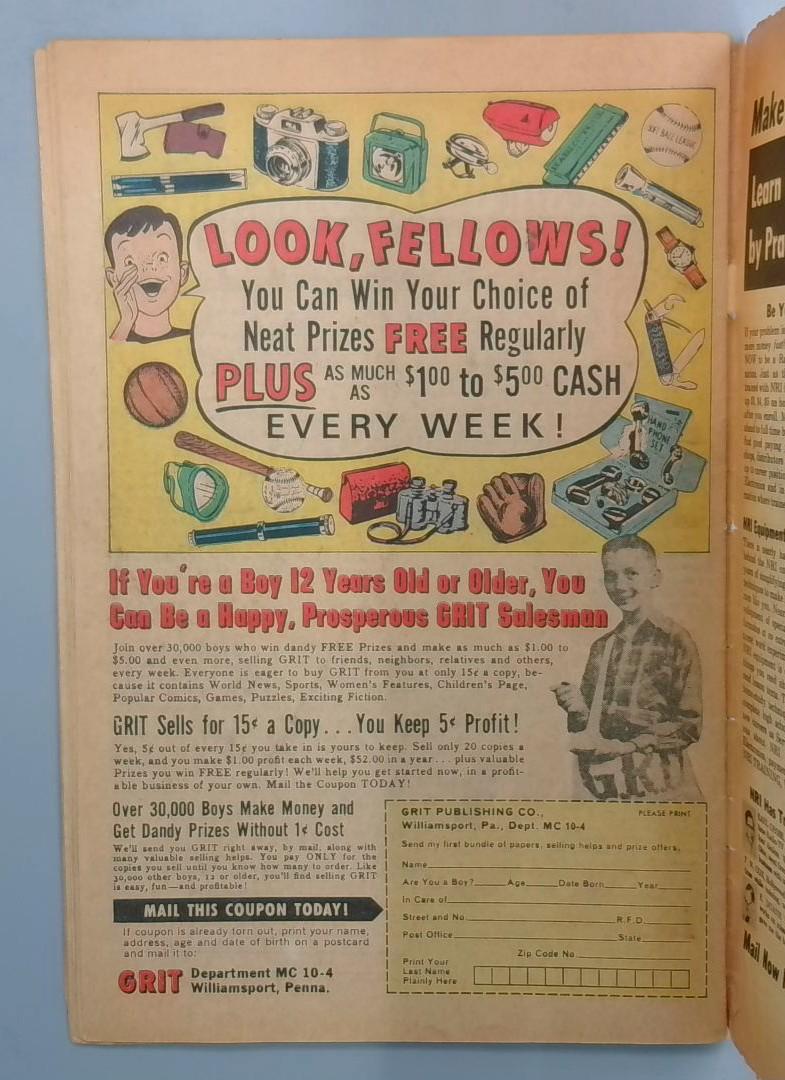 SOFT BALL LEAGUE
LOOK, FELLOWS!
You Can Win Your Choice of
Neat Prizes FREE Regularly
PLUS AS MUCH AS $1.00 to $5.00 CASH
EVERY WEEK!
HAND
PHONE
SET
If You're a Boy 12 Years Old or Older, You
Can Be a Happy, Prosperous GRIT Salesman
Join over 30,000 boys who win dandy FREE Prizes and make as much as $1.00 to
$5.00 and even more, selling GRIT to friends, neighbors, relatives and others,
every week. Everyone is eager to buy GRIT from you at only 15¢ a copy, be-
cause it contains World News, Sports, Women's Features, Children's Page,
Popular Comics, Games, Puzzles, Exciting Fiction.
GRIT Sells for 15¢ a Copy...You Keep 5¢ Profit!
Yes, 5¢ out of every 15¢ you take in is yours to keep. Sell only 20 copies a
week, and you make $1.00 profit each week, $52.00 in a year... plus valuable
Prizes you win FREE regularly! We'll help you get started now, in a profit-
able business of your own. Mail the Coupon TODAY!
GRIT
Over 30,000 Boys Make Money and
Get Dandy Prizes Without 1¢ Cost
We'll send you GRIT right away, by mail, along with
many valuable selling helps. You pay ONLY for the
copies you sell until you know how many to order. Like
30,000 other boys, 12 or older, you'll find selling GRIT
is easy, fun—and profitable!
MAIL THIS COUPON TODAY!
If coupon is already torn out, print your name,
address, age and date of birth on a postcard
and mail it to:
GRIT Department MC 10-4
Williamsport, Penna.
GRIT PUBLISHING CO., PLEASE PRINT
Williamsport, Pa., Dept. MC 10-4
Send my first bundle of papers, selling helps and prize offers.
Name
Are You a Boy? Age Date Born Year
In Care of
Street and No. R.F.D.
Post Office State
Zip Code No.
Print Your
Last Name
Plainly Here
Make
Learn
by Pra
Be Y
NRI Equipment
NRI Has T
Mail Now